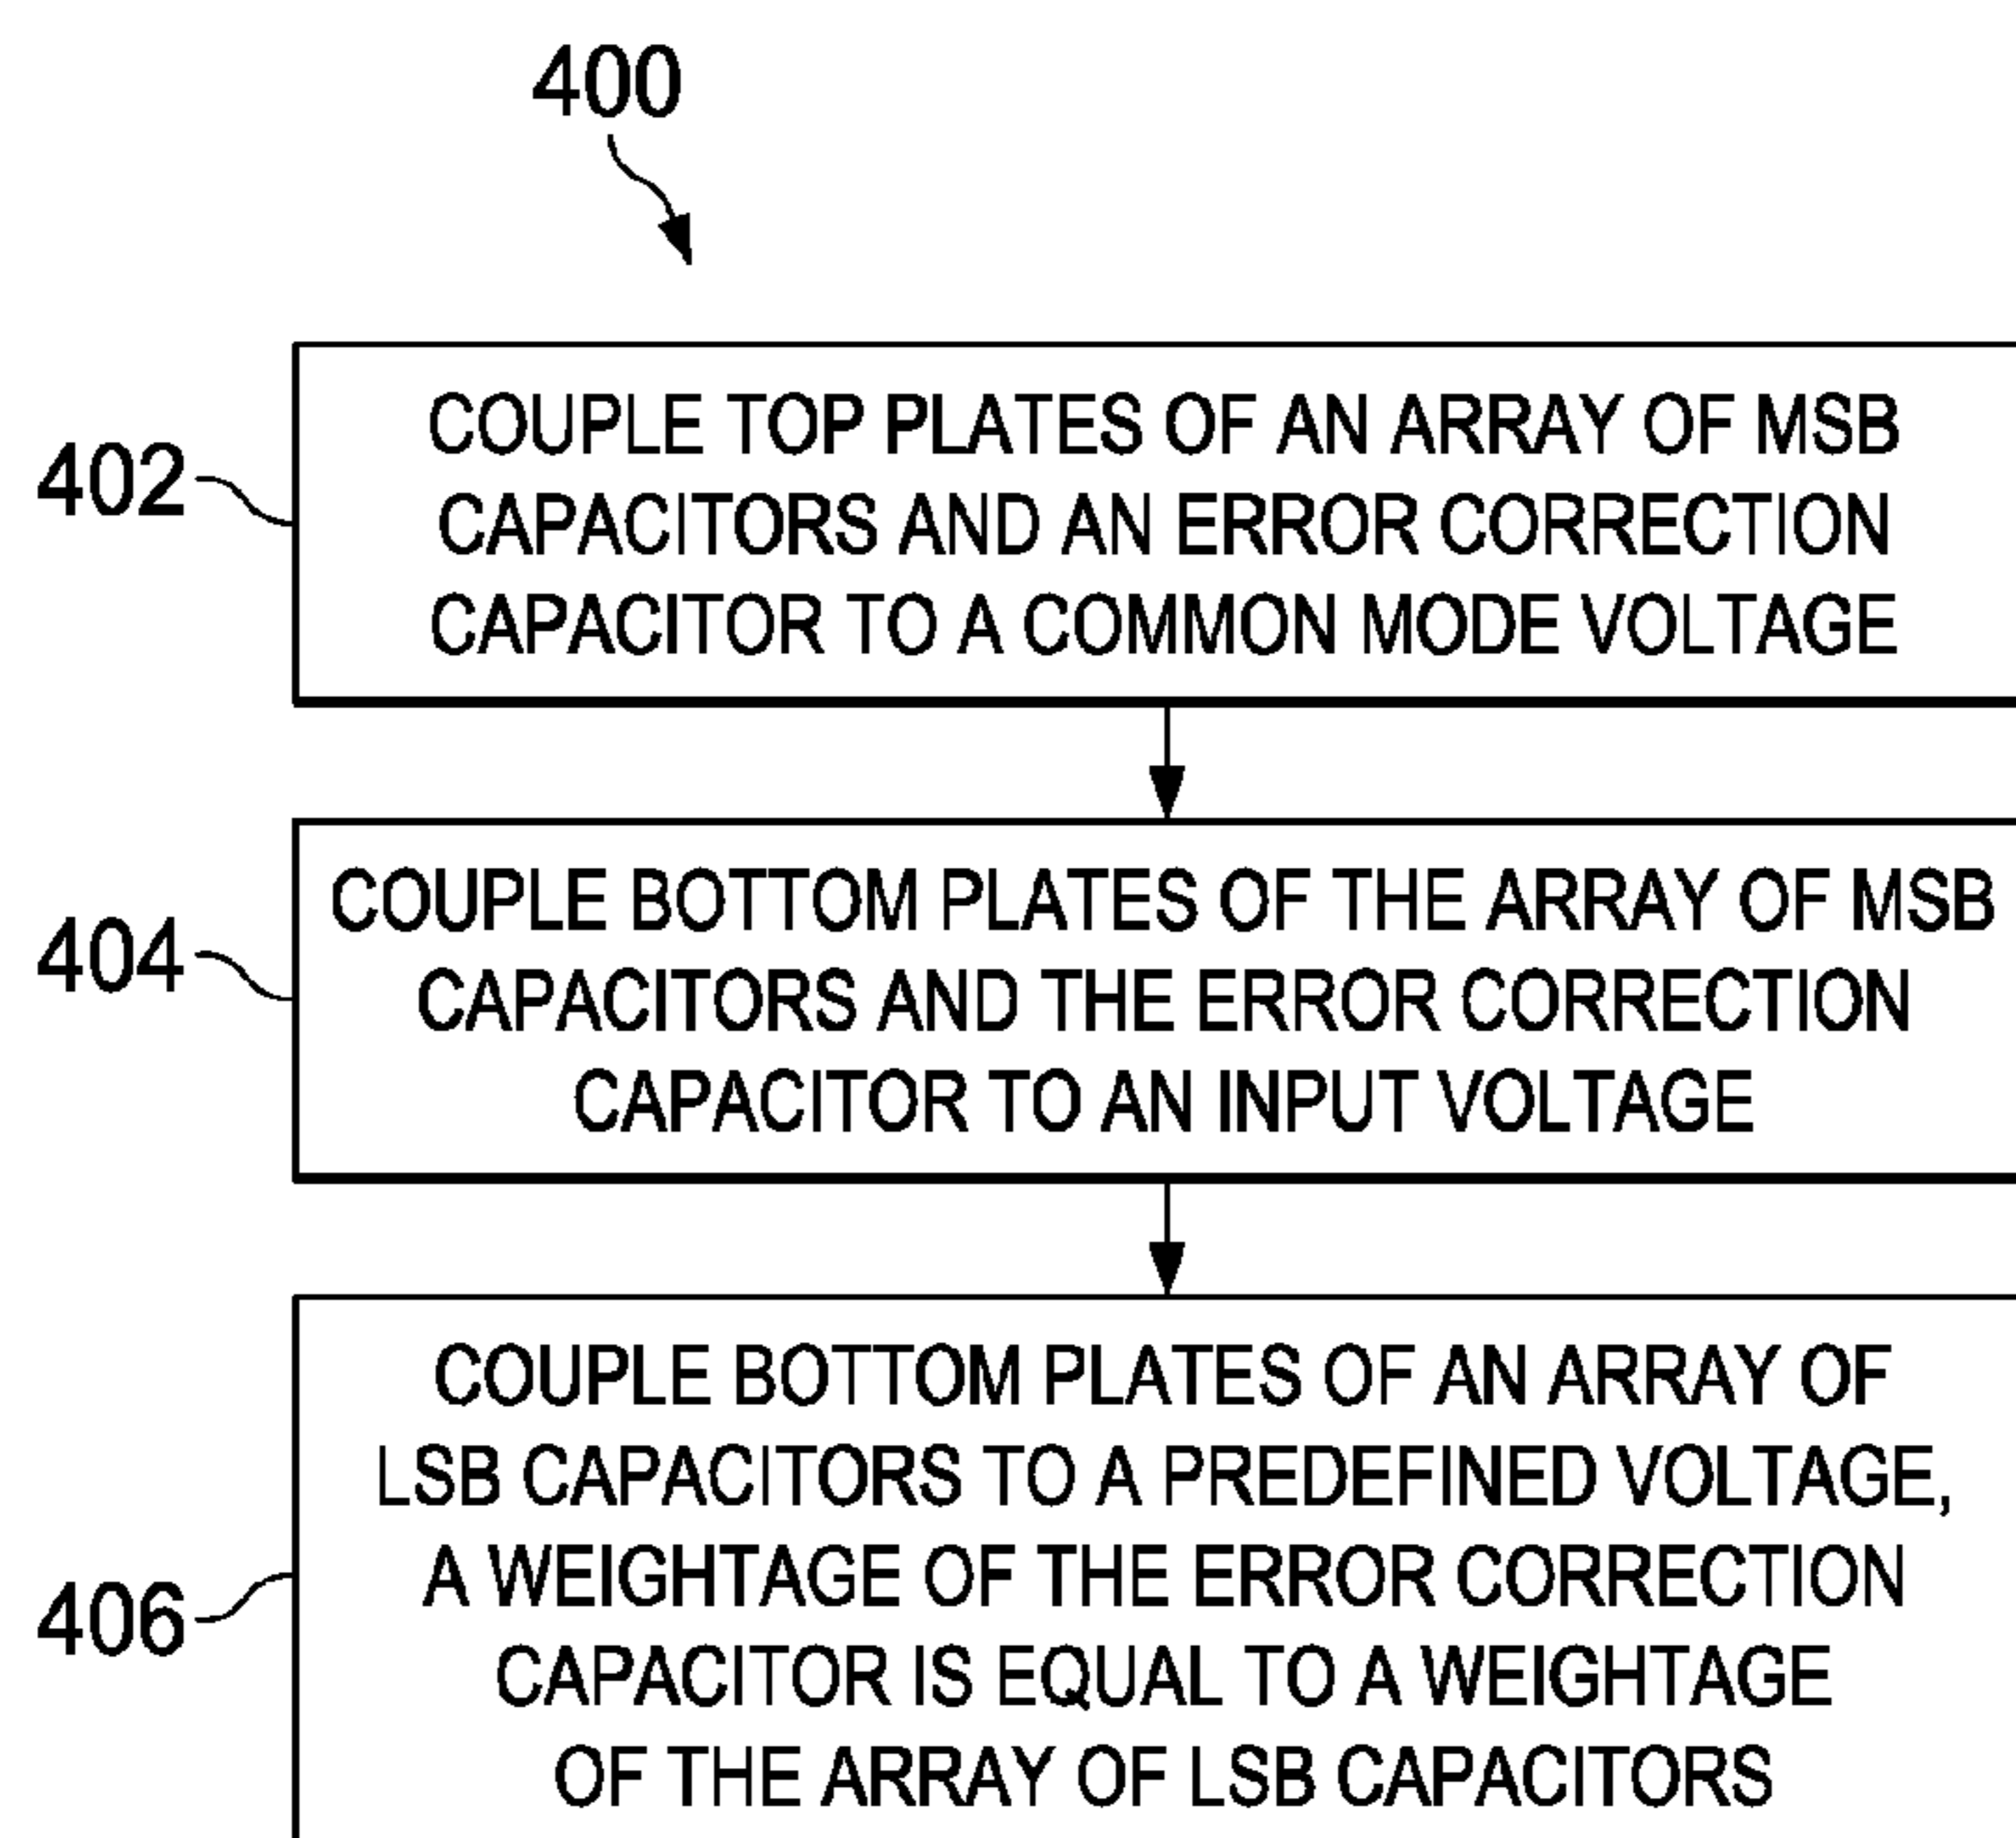 400
402
COUPLE TOP PLATES OF AN ARRAY OF MSB
CAPACITORS AND AN ERROR CORRECTION
CAPACITOR TO A COMMON MODE VOLTAGE
404
COUPLE BOTTOM PLATES OF THE ARRAY OF MSB
CAPACITORS AND THE ERROR CORRECTION
CAPACITOR TO AN INPUT VOLTAGE
406
COUPLE BOTTOM PLATES OF AN ARRAY OF
LSB CAPACITORS TO A PREDEFINED VOLTAGE,
A WEIGHTAGE OF THE ERROR CORRECTION
CAPACITOR IS EQUAL TO A WEIGHTAGE
OF THE ARRAY OF LSB CAPACITORS